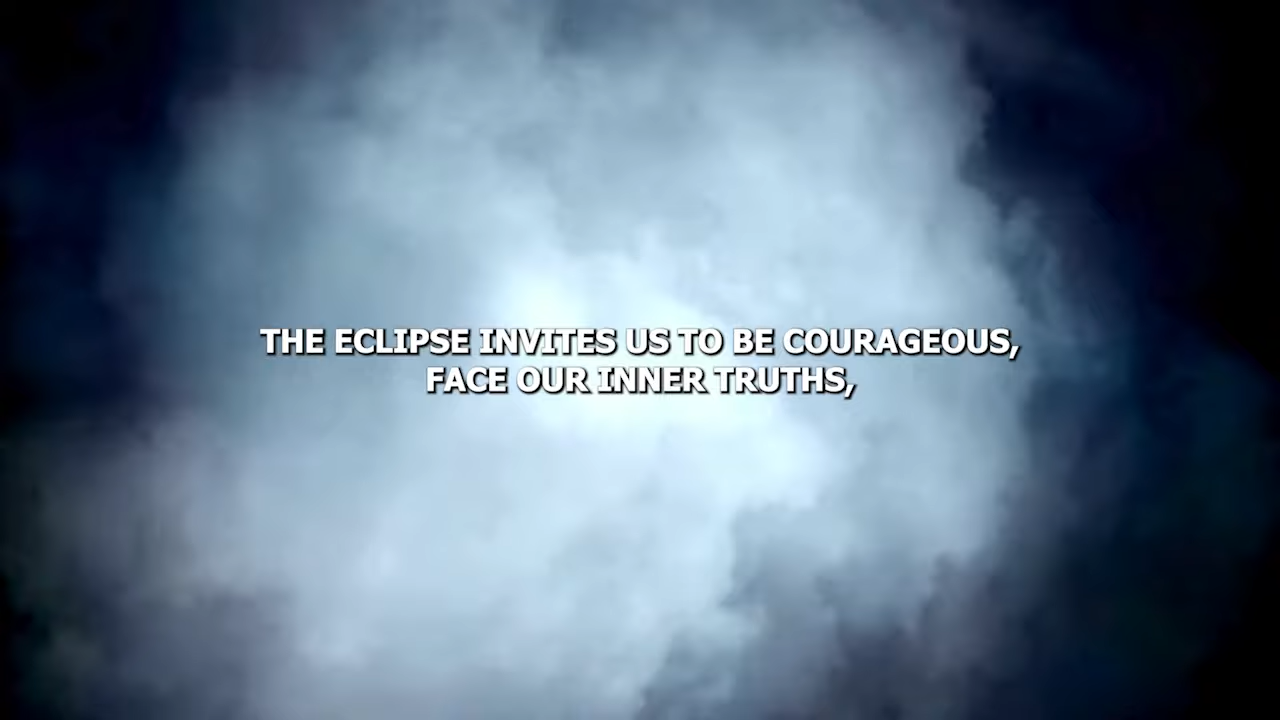 THE ECLIPSE INVITES US TO BE COURAGEOUS,
FACE OUR INNER TRUTHS,